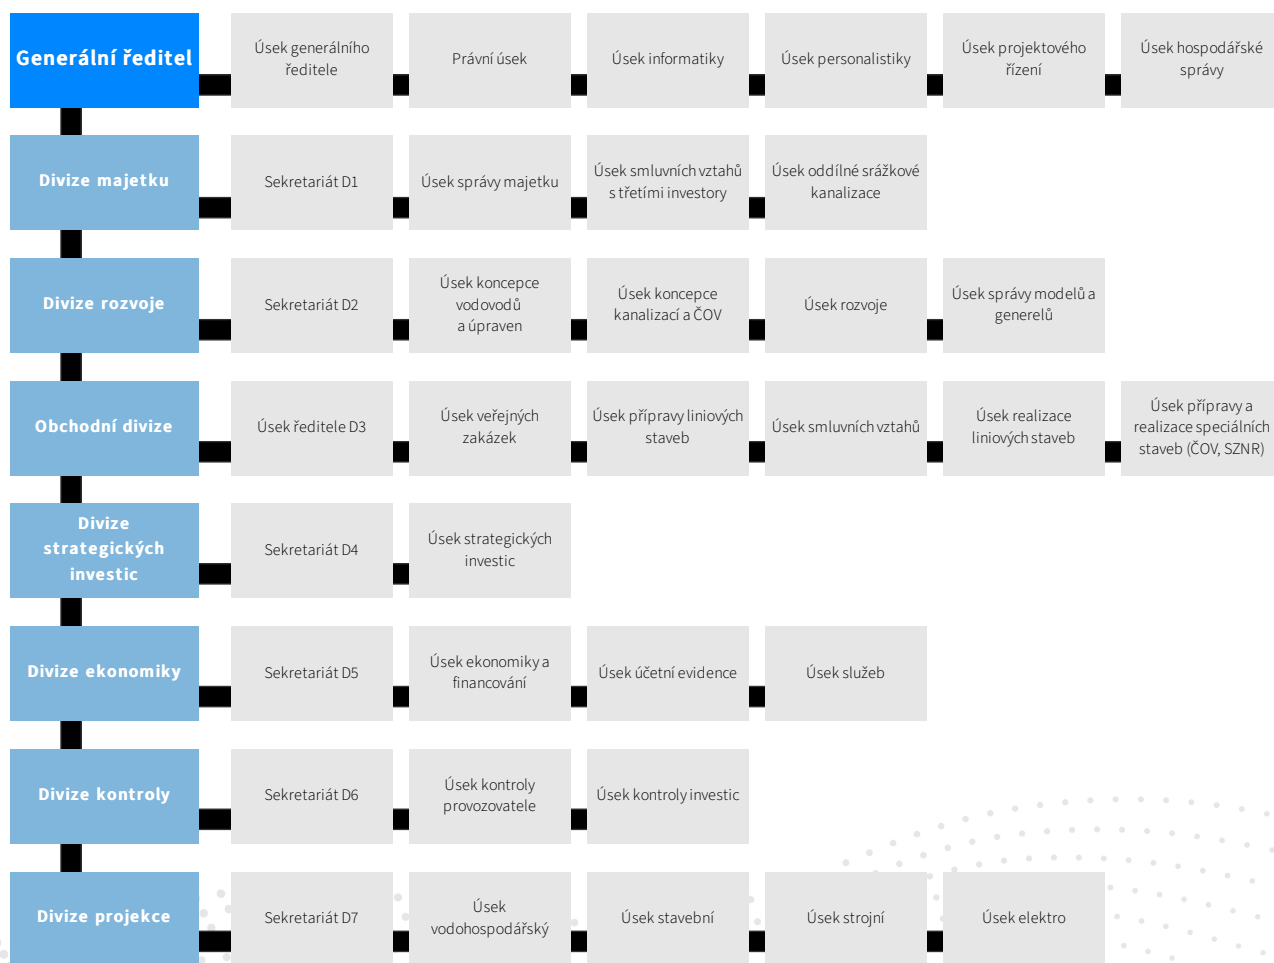 Generální ředitel
Úsek generálního
ředitele
Právní úsek
Úsek informatiky
Úsek personalistiky
Úsek projektového
řízení
Úsek hospodářské
správy
Divize majetku
Sekretariát D1
Úsek správy majetku
Úsek smluvních vztahů
s třetími investory
Úsek oddílné srážkové
kanalizace
Divize rozvoje
Sekretariát D2
Úsek koncepce
vodovodů
a úpraven
Úsek koncepce
kanalizací a ČOV
Úsek rozvoje
Úsek správy modelů a
generelů
Obchodní divize
Úsek ředitele D3
Úsek veřejných
zakázek
Úsek přípravy liniových
staveb
Úsek smluvních vztahů
Úsek realizace
liniových staveb
Úsek přípravy a
realizace speciálních
staveb (ČOV, SZNR)
Divize
strategických
investic
Sekretariát D4
Úsek strategických
investic
Divize ekonomiky
Sekretariát D5
Úsek ekonomiky a
financování
Úsek účetní evidence
Úsek služeb
Divize kontroly
Sekretariát D6
Úsek kontroly
provozovatele
Úsek kontroly investic
Divize projekce
Sekretariát D7
Úsek
vodohospodářský
Úsek stavební
Úsek strojní
Úsek elektro